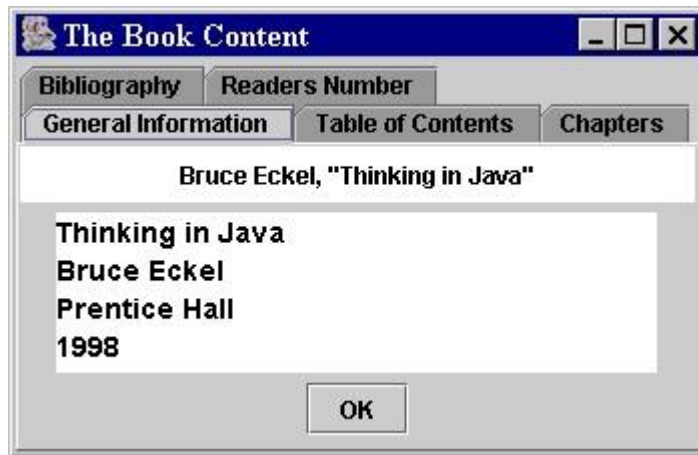 The Book Content
Bibliography Readers Number
General Information Table of Contents Chapters
Bruce Eckel, "Thinking in Java"
Thinking in Java
Bruce Eckel
Prentice Hall
1998
OK